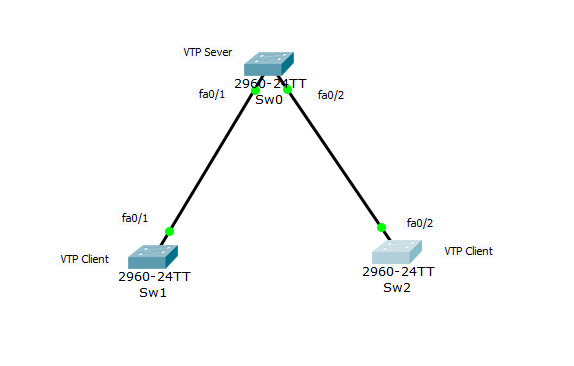 VTP Sever
2960-24TT
Sw0
fa0/1
fa0/2
fa0/1
fa0/2
VTP Client
2960-24TT
Sw1
VTP Client
2960-24TT
Sw2